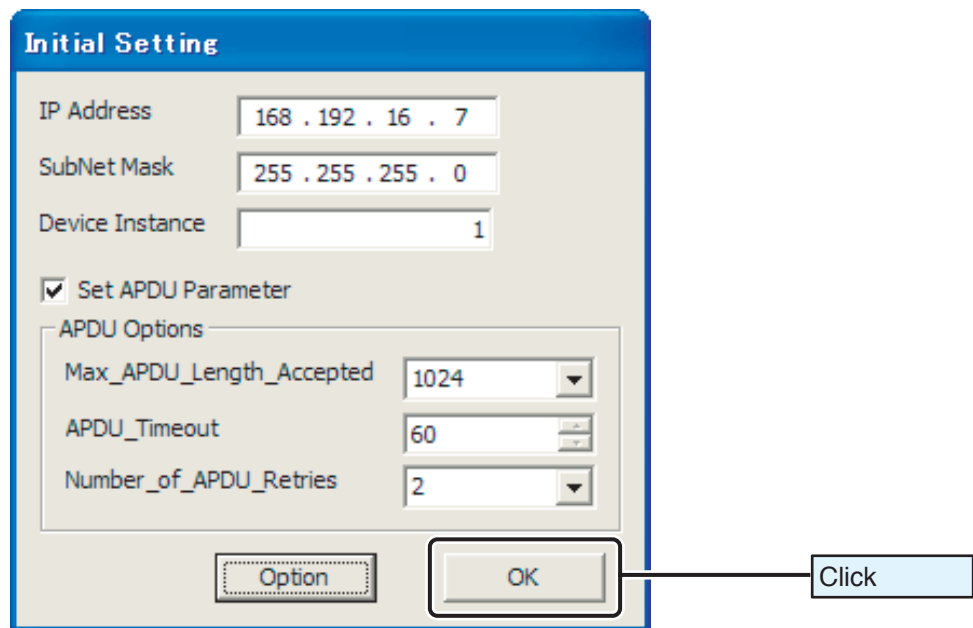 Initial Setting
IP Address 168 . 192 . 16 . 7
SubNet Mask 255 . 255 . 255 . 0
Device Instance 1
Set APDU Parameter
APDU Options
Max_APDU_Length_Accepted 1024
APDU_Timeout 60
Number_of_APDU_Retries 2
Option OK Click